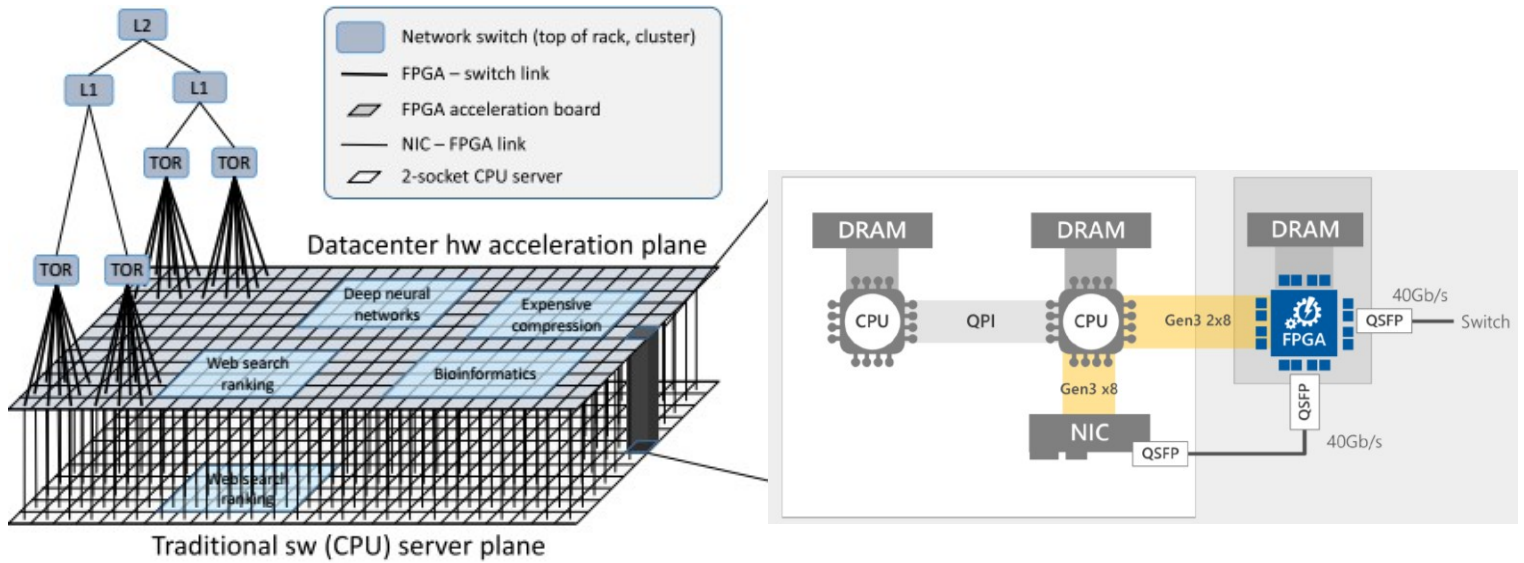 L2
L1
L1
TOR
TOR
TOR
TOR
Network switch (top of rack, cluster)
FPGA – switch link
FPGA acceleration board
NIC – FPGA link
2-socket CPU server
Datacenter hw acceleration plane
Deep neural
networks
Expensive
compression
Web search
ranking
Bioinformatics
Web search
ranking
Traditional sw (CPU) server plane
DRAM
DRAM
DRAM
CPU
QPI
CPU
Gen3 2x8
FPGA
QSFP
40Gb/s
Switch
Gen3 x8
QSFP
NIC
QSFP
40Gb/s